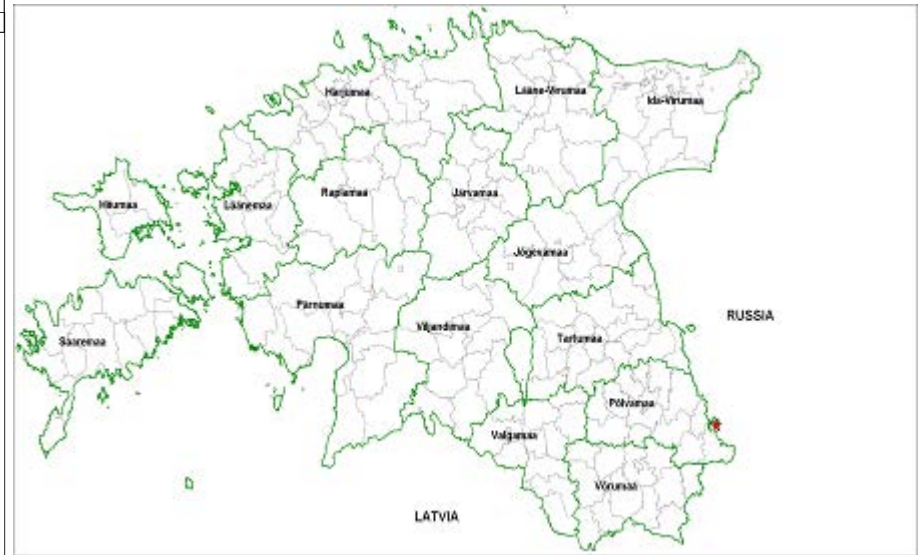 Harjumaa
Lääne-Virumaa
Ida-Virumaa
Hiiumaa
Läänemaa
Raplamaa
Järvamaa
Jõgevamaa
Pärnumaa
Viljandimaa
Tartumaa
RUSSIA
Saaremaa
Põlvamaa
Valgamaa
Võrumaa
LATVIA